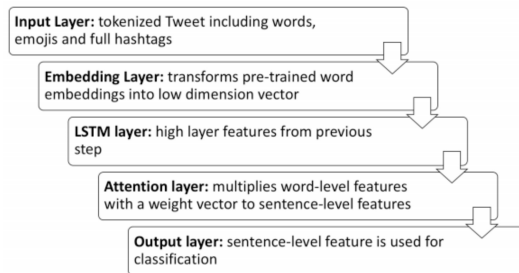 Input Layer: tokenized Tweet including words,
emojis and full hashtags
Embedding Layer: transforms pre-trained word
embeddings into low dimension vector
LSTM layer: high layer features from previous
step
Attention layer: multiplies word-level features
with a weight vector to sentence-level features
Output layer: sentence-level feature is used for
classification